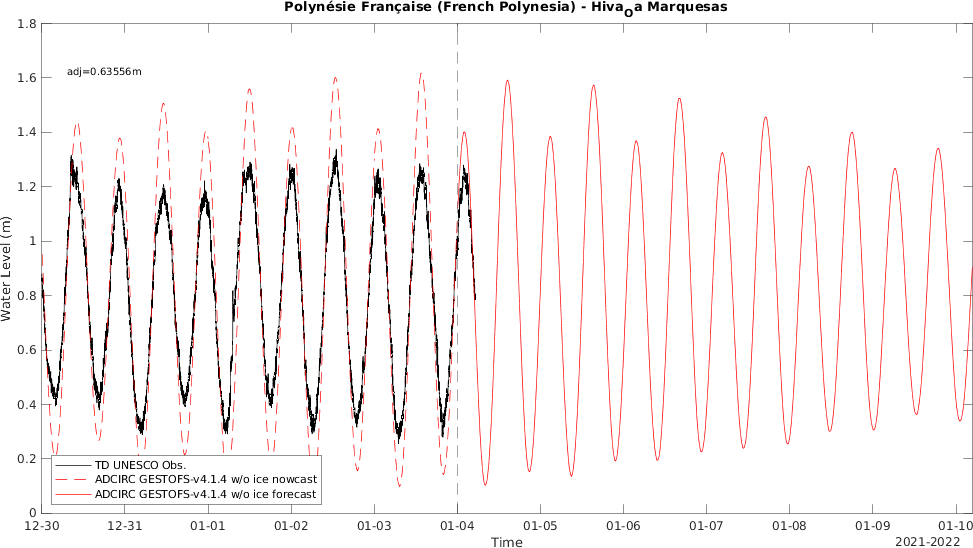 Polynésie Française (French Polynesia) - Hiva_Oa Marquesas
1.8
1.6
1.4
1.2
1
0.8
0.6
0.4
0.2
0
Water Level (m)
adj=0.63556m
TD UNESCO Obs.
ADCIRC GESTOFS-v4.1.4 w/o ice nowcast
ADCIRC GESTOFS-v4.1.4 w/o ice forecast
12-30 12-31 01-01 01-02 01-03 01-04 01-05 01-06 01-07 01-08 01-09 01-10
Time
2021-2022